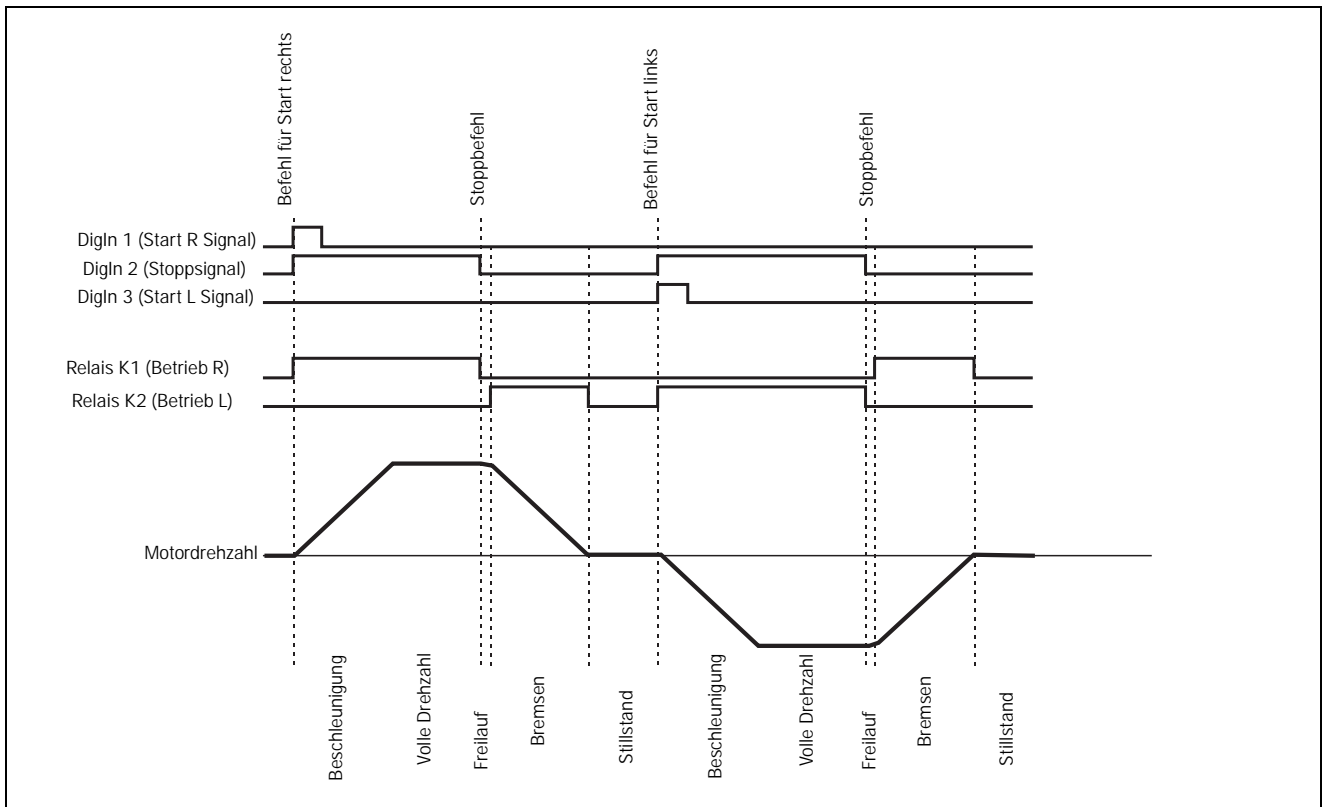 Befehl für Start rechts
Stoppbefehl
Befehl für Start links
Stoppbefehl
DigIn 1 (Start R Signal)
DigIn 2 (Stoppsignal)
DigIn 3 (Start L Signal)
Relais K1 (Betrieb R)
Relais K2 (Betrieb L)
Motordrehzahl
Beschleunigung
Volle Drehzahl
Freilauf
Bremsen
Stillstand
Beschleunigung
Volle Drehzahl
Freilauf
Bremsen
Stillstand